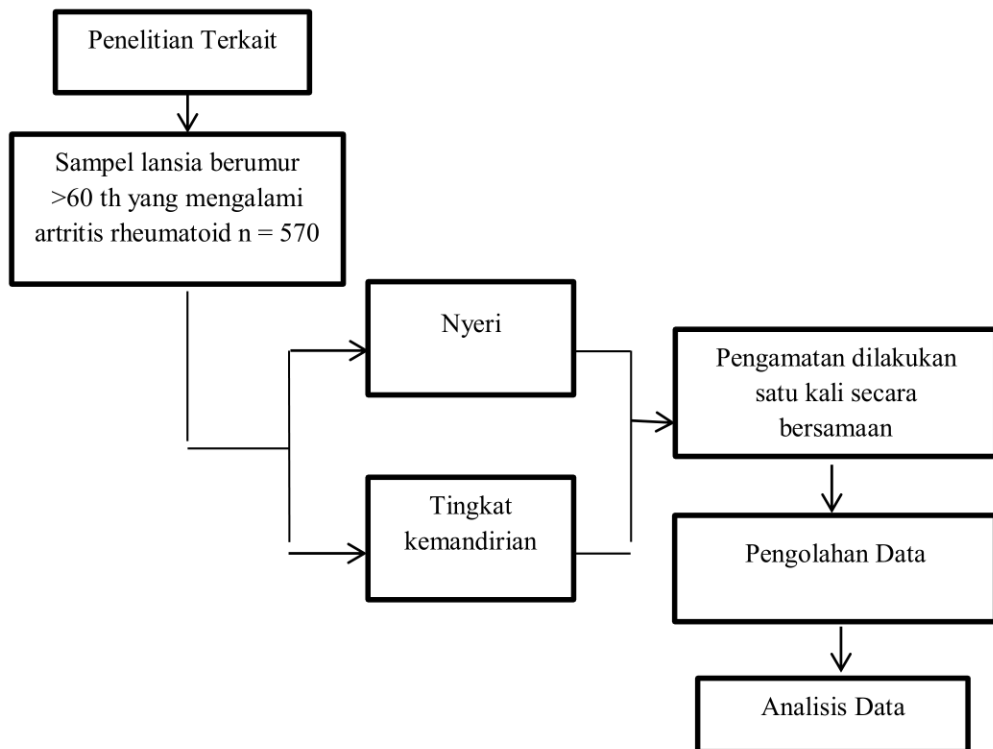 Penelitian Terkait
Sampel lansia berumur
>60 th yang mengalami
artritis rheumatoid n = 570
Nyeri
Tingkat
kemandirian
Pengamatan dilakukan
satu kali secara
bersamaan
Pengolahan Data
Analisis Data